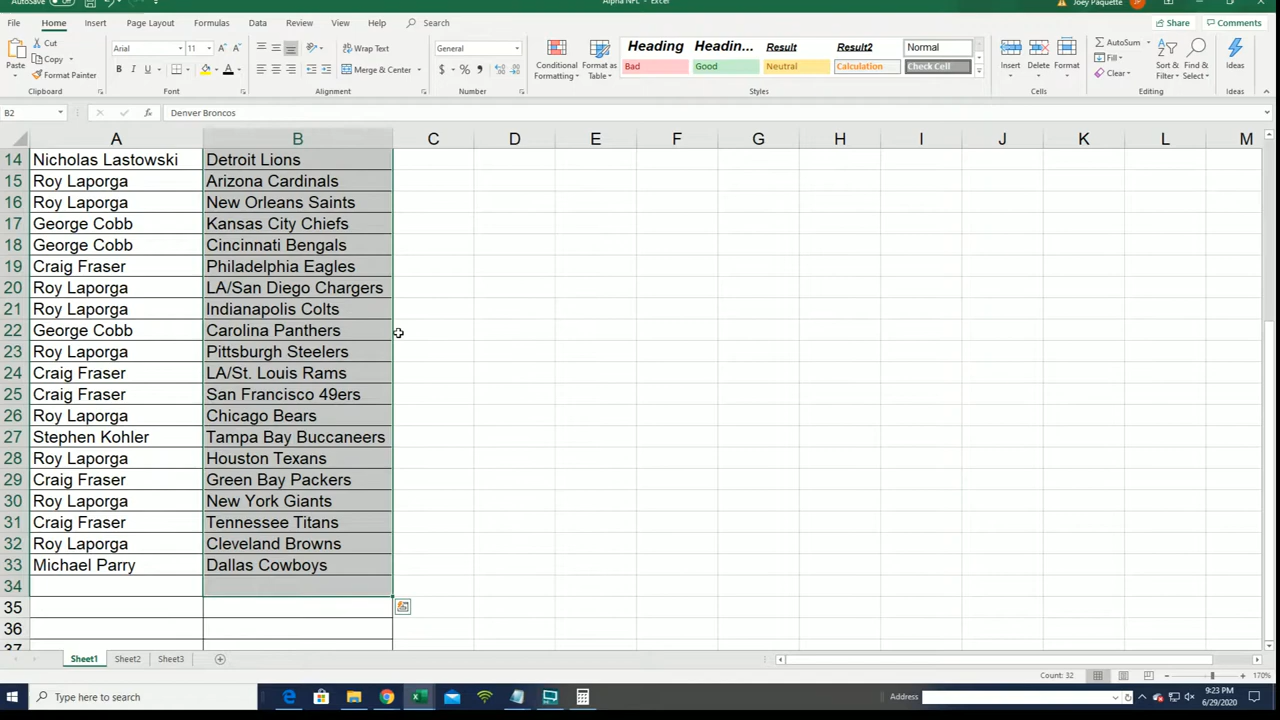 AutoSave
Alpha NFL - Excel
Joey Paquette
JP
File Home Insert Page Layout Formulas Data Review View Help Search
Share Comments
Paste
Cut
Copy
Format Painter
Clipboard
Arial 11
B I U
Font
Wrap Text
Merge & Center
Alignment
General
$ % ,
Number
Conditional Formatting
Format as Table
Heading Headin... Result Result2 Normal
Bad Good Neutral Calculation Check Cell
Styles
Insert Delete Format
Cells
AutoSum
Fill
Clear
Sort & Filter
Find & Select
Editing
Ideas
Ideas
B2 fx Denver Broncos
A B C D E F G H I J K L M
14 Nicholas Lastowski Detroit Lions
15 Roy Laporga Arizona Cardinals
16 Roy Laporga New Orleans Saints
17 George Cobb Kansas City Chiefs
18 George Cobb Cincinnati Bengals
19 Craig Fraser Philadelphia Eagles
20 Roy Laporga LA/San Diego Chargers
21 Roy Laporga Indianapolis Colts
22 George Cobb Carolina Panthers
23 Roy Laporga Pittsburgh Steelers
24 Craig Fraser LA/St. Louis Rams
25 Craig Fraser San Francisco 49ers
26 Roy Laporga Chicago Bears
27 Stephen Kohler Tampa Bay Buccaneers
28 Roy Laporga Houston Texans
29 Craig Fraser Green Bay Packers
30 Roy Laporga New York Giants
31 Craig Fraser Tennessee Titans
32 Roy Laporga Cleveland Browns
33 Michael Parry Dallas Cowboys
34
35
36
37
Sheet1 Sheet2 Sheet3
Count: 32 170%
Type here to search
Address
9:23 PM
6/29/2020